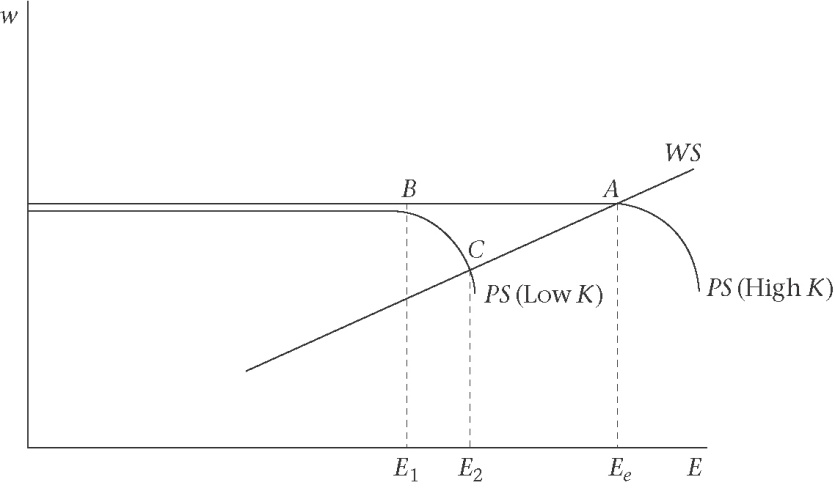 w
WS
B
A
C
PS (Low K)
PS (High K)
E₁
E₂
Eₑ
E